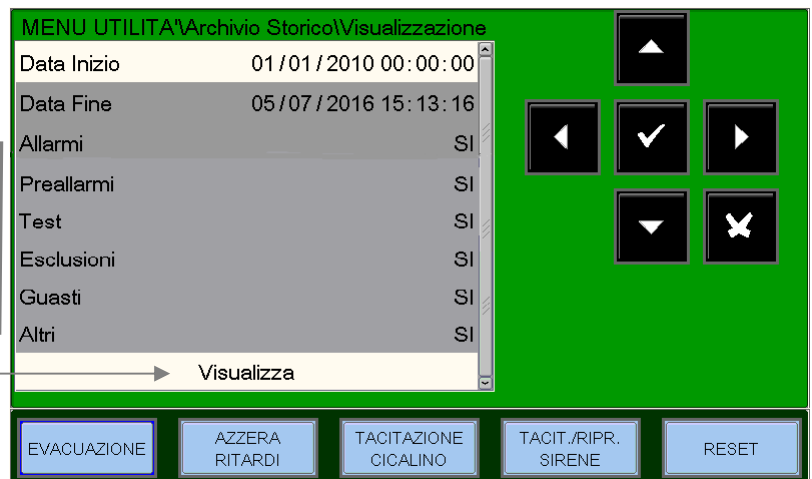 MENU UTILITA'\Archivio Storico\Visualizzazione
Data Inizio 01/01/2010 00:00:00
Data Fine 05/07/2016 15:13:16
Allarmi SI
Preallarmi SI
Test SI
Esclusioni SI
Guasti SI
Altri SI
Visualizza
EVACUAZIONE
AZZERA
RITARDI
TACITAZIONE
CICALINO
TACIT./RIPR.
SIRENE
RESET